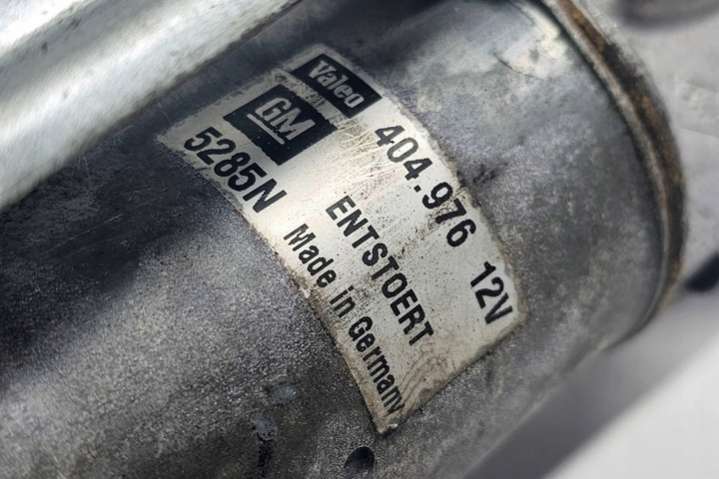 Valeo
404.976 12V
GM
5285N
ENTSTOERT
Made in Germany